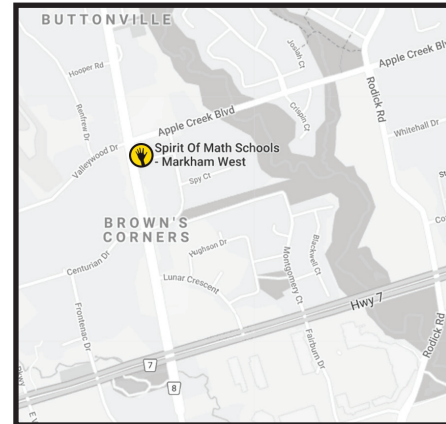 BUTTONVILLE
Hooper Rd
Renfrew Dr
Valleywood Dr
Apple Creek Blvd
Josiah Ct
Crispin Ct
Apple Creek Bl
Rodick Rd
Whitehall Dr
Spirit Of Math Schools
- Markham West
Spy Ct
BROWN'S
CORNERS
Centurian Dr
Hughson Dr
Lunar Crescent
Montgomery Ct
Blackwell Ct
Frontenac Dr
Hwy 7
Fairburn Dr
Rodick Rd
7
8